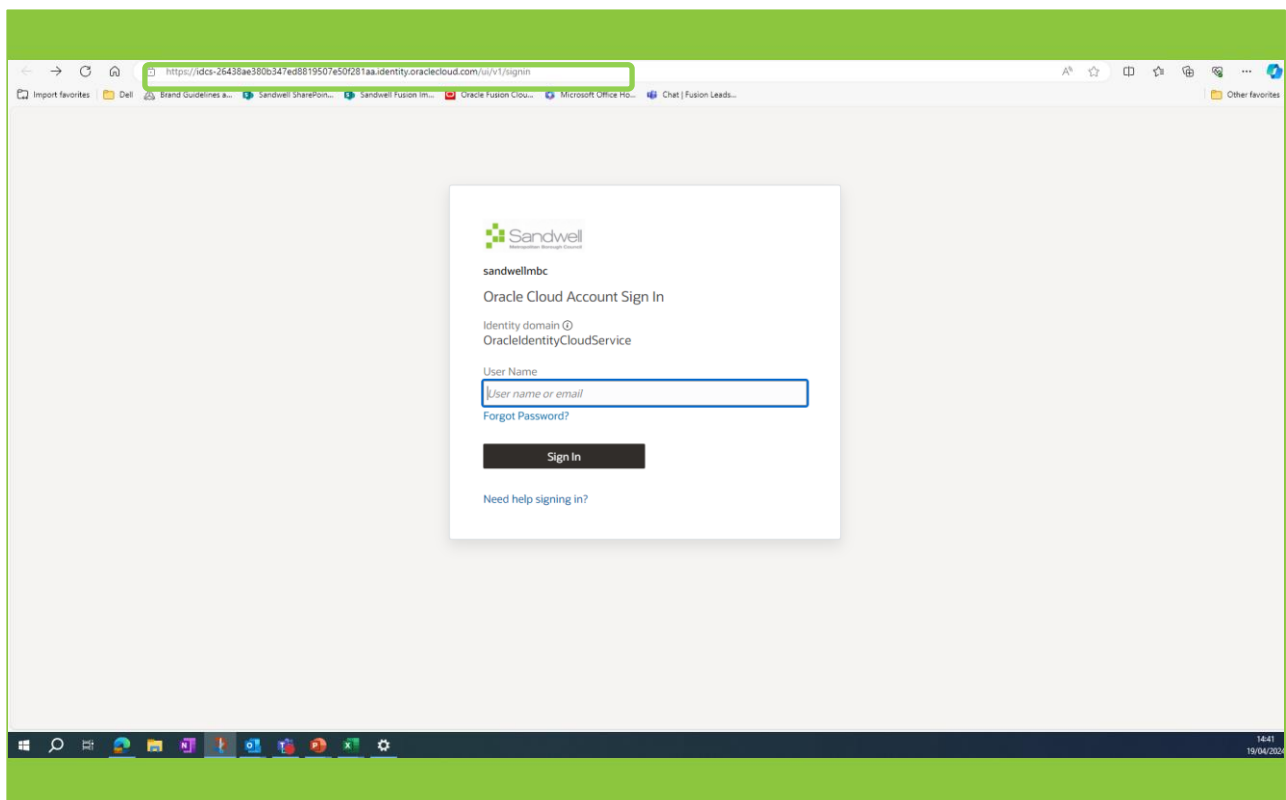 https://idcs-26438ae380b347ed8819507e50f281aa.identity.oraclecloud.com/ui/v1/signin
Import favorites Dell Brand Guidelines a... Sandwell SharePoin... Sandwell Fusion Im... Oracle Fusion Clou... Microsoft Office Ho... Chat | Fusion Leads... Other favorites
Sandwell
Metropolitan Borough Council
sandwellmbc
Oracle Cloud Account Sign In
Identity domain
OracleIdentityCloudService
User Name
User name or email
Forgot Password?
Sign In
Need help signing in?
14:41
19/04/2024